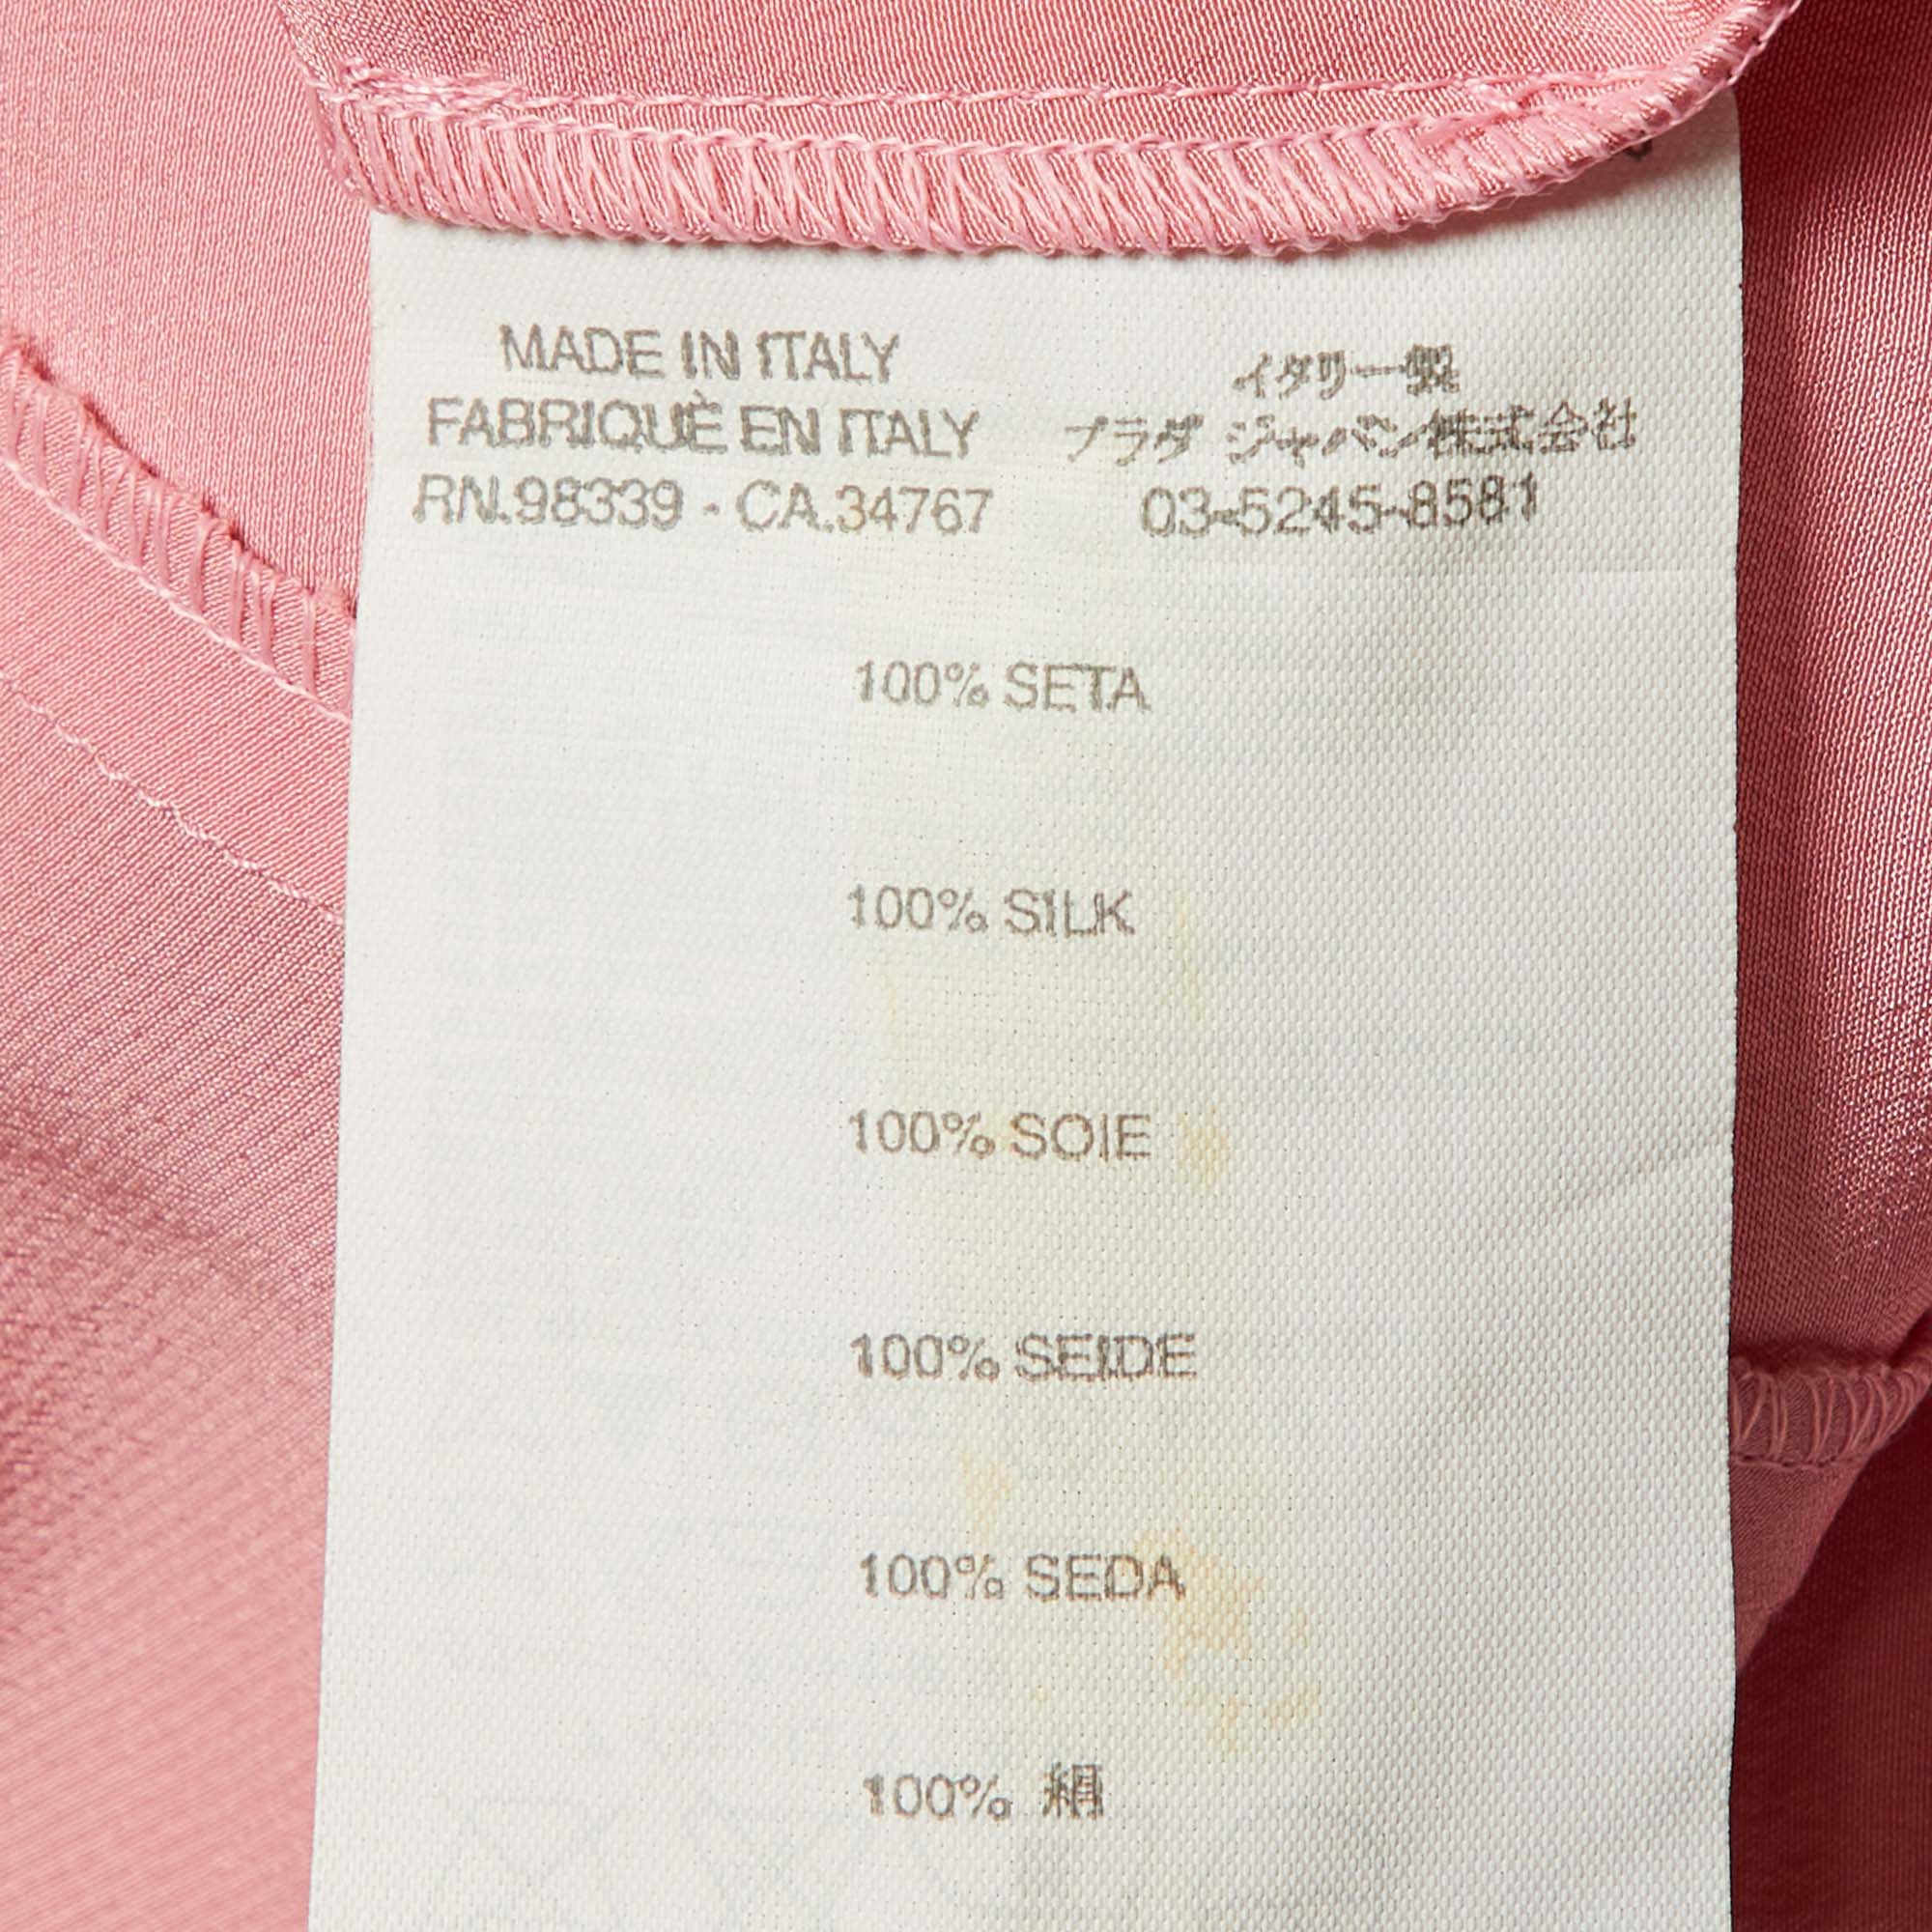 MADE IN ITALY
FABRIQUÈ EN ITALY
RN.98339 - CA.34767
イタリー製
プラダ ジャパン株式会社
03-5245-8581
100% SETA
100% SILK
100% SOIE
100% SEIDE
100% SEDA
100% 絹